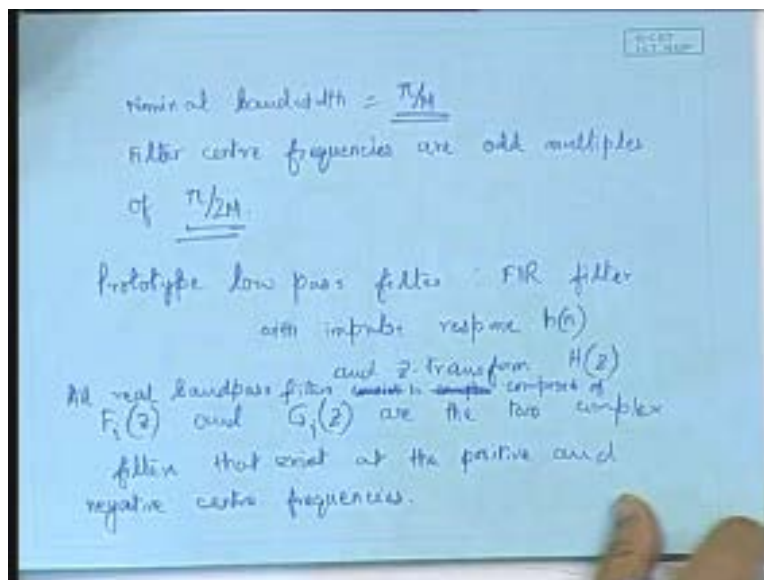 nominal bandwidth = π/M
Filter centre frequencies are odd multiples
of π/2M
Prototype low pass filter : FIR filter
with impulse response h(n)
and z-transform H(z)
real bandpass filter composed of
F₁(z) and G₁(z) are the two complex
filters that exist at the positive and
negative centre frequencies.